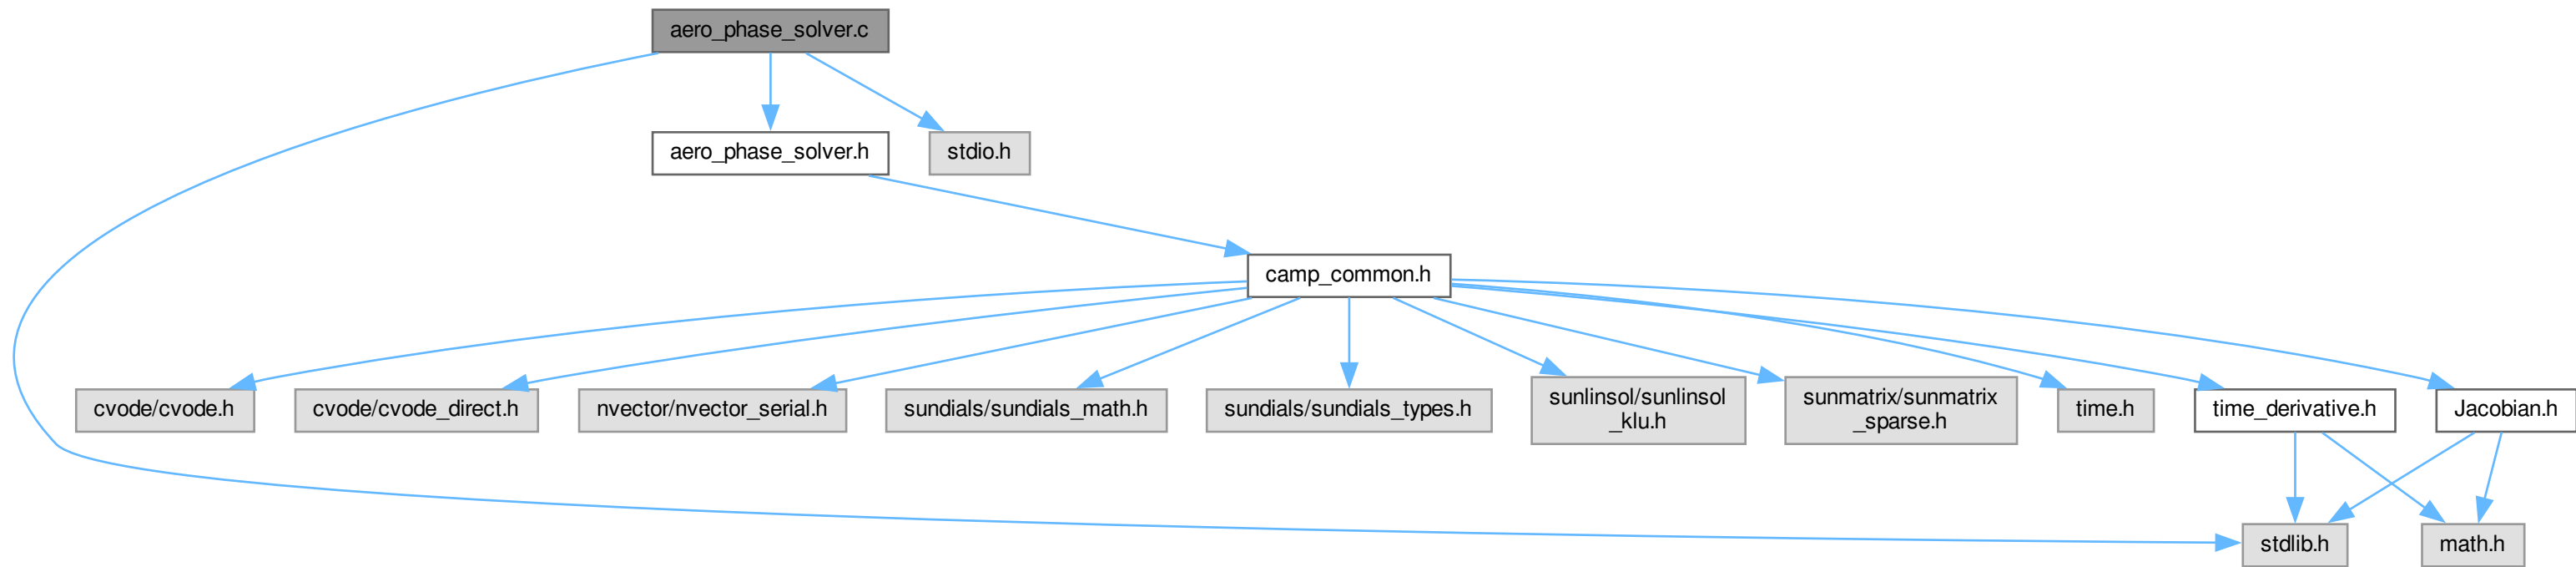 aero_phase_solver.c
aero_phase_solver.h
stdio.h
camp_common.h
cvode/cvode.h
cvode/cvode_direct.h
nvector/nvector_serial.h
sundials/sundials_math.h
sundials/sundials_types.h
sunlinsol/sunlinsol
_klu.h
sunmatrix/sunmatrix
_sparse.h
time.h
time_derivative.h
Jacobian.h
stdlib.h
math.h